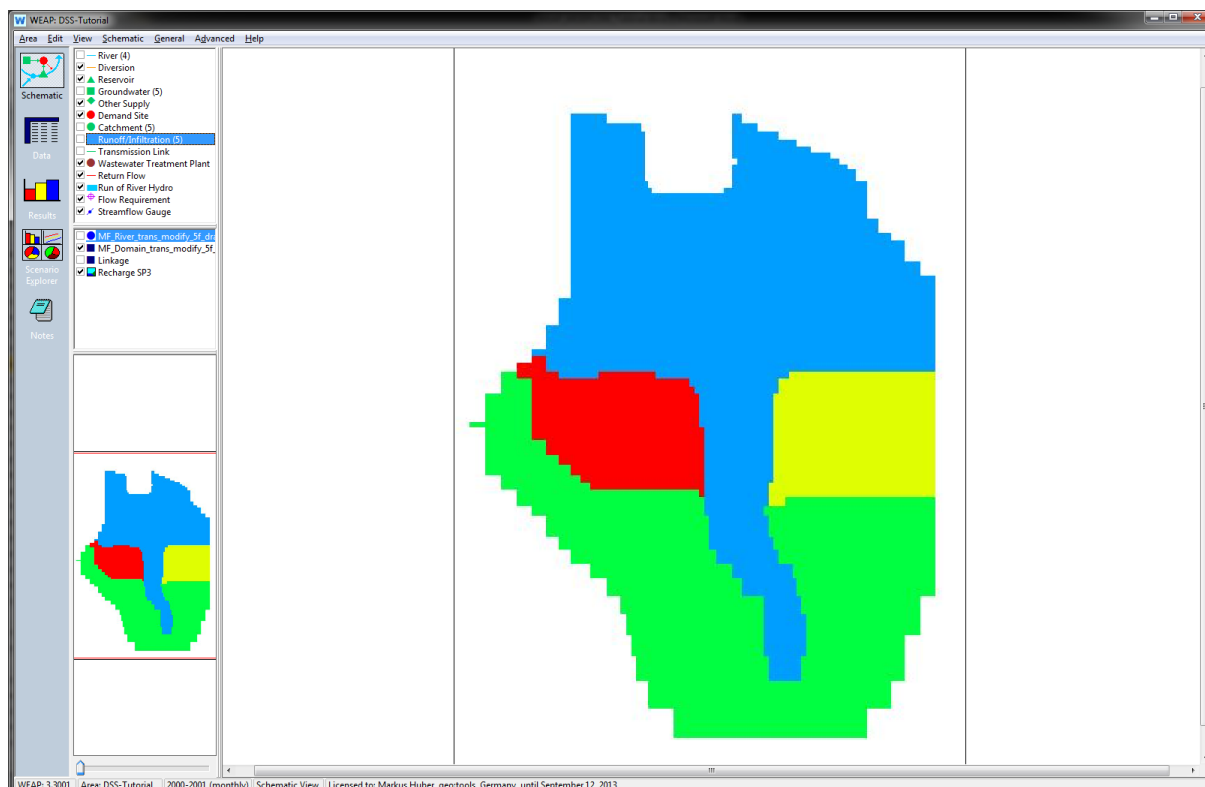 WEAP: DSS-Tutorial
Area Edit View Schematic General Advanced Help
Schematic
Data
Results
Scenario
Explorer
Notes
River (4)
Diversion
Reservoir
Groundwater (5)
Other Supply
Demand Site
Catchment (5)
Runoff/Infiltration (5)
Transmission Link
Wastewater Treatment Plant
Return Flow
Run of River Hydro
Flow Requirement
Streamflow Gauge
MF_River_trans_modify_5f_dra
MF_Domain_trans_modify_5f_
Linkage
Recharge SP3
WEAP: 3.3001 Area: DSS-Tutorial 2000-2001 (monthly) Schematic View Licensed to: Markus Huber, geo:tools, Germany, until September 12, 2013